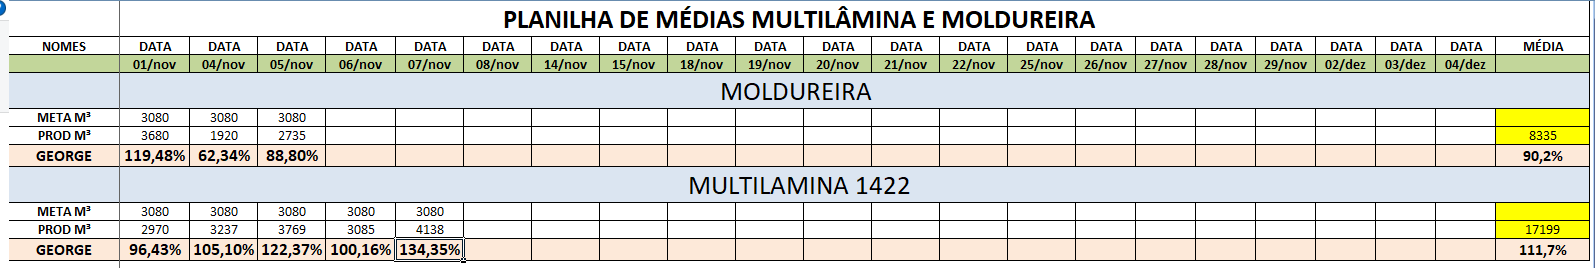 PLANILHA DE MÉDIAS MULTILÂMINA E MOLDUREIRA
NOMES DATA DATA DATA DATA DATA DATA DATA DATA DATA DATA DATA DATA DATA DATA DATA DATA DATA DATA DATA DATA DATA MÉDIA
01/nov 04/nov 05/nov 06/nov 07/nov 08/nov 14/nov 15/nov 18/nov 19/nov 20/nov 21/nov 22/nov 25/nov 26/nov 27/nov 28/nov 29/nov 02/dez 03/dez 04/dez
MOLDUREIRA
META M³ 3080 3080 3080
PROD M³ 3680 1920 2735 8335
GEORGE 119,48% 62,34% 88,80% 90,2%
MULTILAMINA 1422
META M³ 3080 3080 3080 3080 3080
PROD M³ 2970 3237 3769 3085 4138 17199
GEORGE 96,43% 105,10% 122,37% 100,16% 134,35% 111,7%